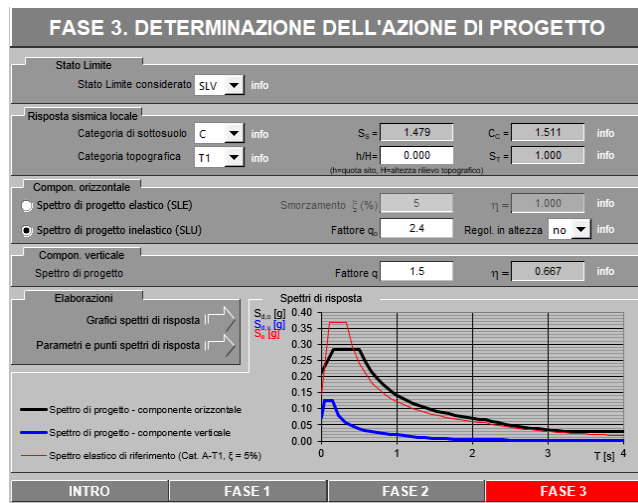 FASE 3. DETERMINAZIONE DELL'AZIONE DI PROGETTO
Stato Limite
Stato Limite considerato SLV info
Risposta sismica locale
Categoria di sottosuolo C info S_S = 1.479 C_C = 1.511 info
Categoria topografica T1 info h/H= 0.000 S_T = 1.000 info
(h=quota sito, H=altezza rilievo topografico)
Compon. orizzontale
Spettro di progetto elastico (SLE) Smorzamento ξ (%) 5 η = 1.000 info
Spettro di progetto inelastico (SLU) Fattore q_o 2.4 Regol. in altezza no info
Compon. verticale
Spettro di progetto Fattore q 1.5 η = 0.667 info
Elaborazioni
Grafici spettri di risposta
Parametri e punti spettri di risposta
Spettri di risposta
S_d,o [g]
S_d,v [g]
S_e [g]
0.40
0.35
0.30
0.25
0.20
0.15
0.10
0.05
0.00
0 1 2 3 4
T [s]
Spettro di progetto - componente orizzontale
Spettro di progetto - componente verticale
Spettro elastico di riferimento (Cat. A-T1, ξ = 5%)
INTRO FASE 1 FASE 2 FASE 3